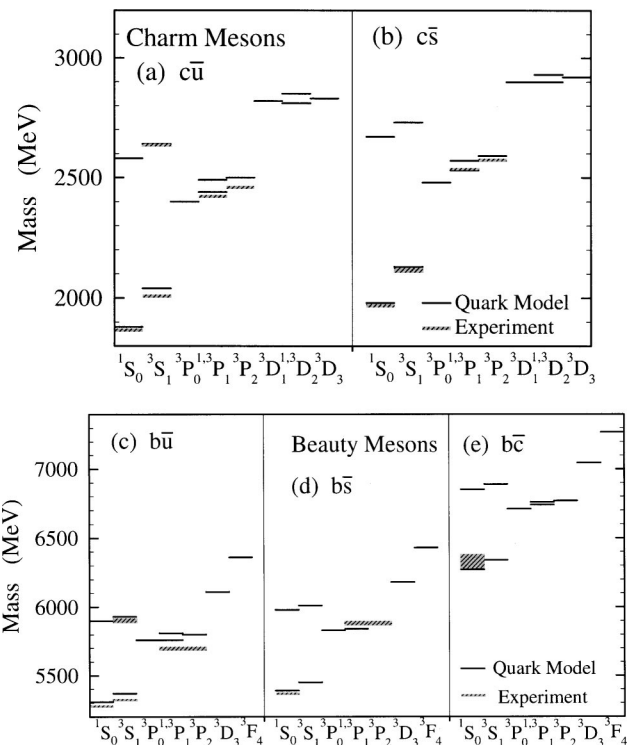 Charm Mesons
(a) cū
(b) cs̄
3000
2500
2000
Mass (MeV)
Quark Model
Experiment
¹S₀ ³S₁ ³P₀ ¹,³P₁ ³P₂ ³D₁ ¹,³D₂ ³D₃
¹S₀ ³S₁ ³P₀ ¹,³P₁ ³P₂ ³D₁ ¹,³D₂ ³D₃
(c) bū
Beauty Mesons
(d) bs̄
(e) bc̄
7000
6500
6000
5500
Mass (MeV)
Quark Model
Experiment
¹S₀ ³S₁ ³P₀ ¹,³P₁ ³P₂ ³D₃ ³F₄
¹S₀ ³S₁ ³P₀ ¹,³P₁ ³P₂ ³D₃ ³F₄
¹S₀ ³S₁ ³P₀ ¹,³P₁ ³P₂ ³D₃ ³F₄